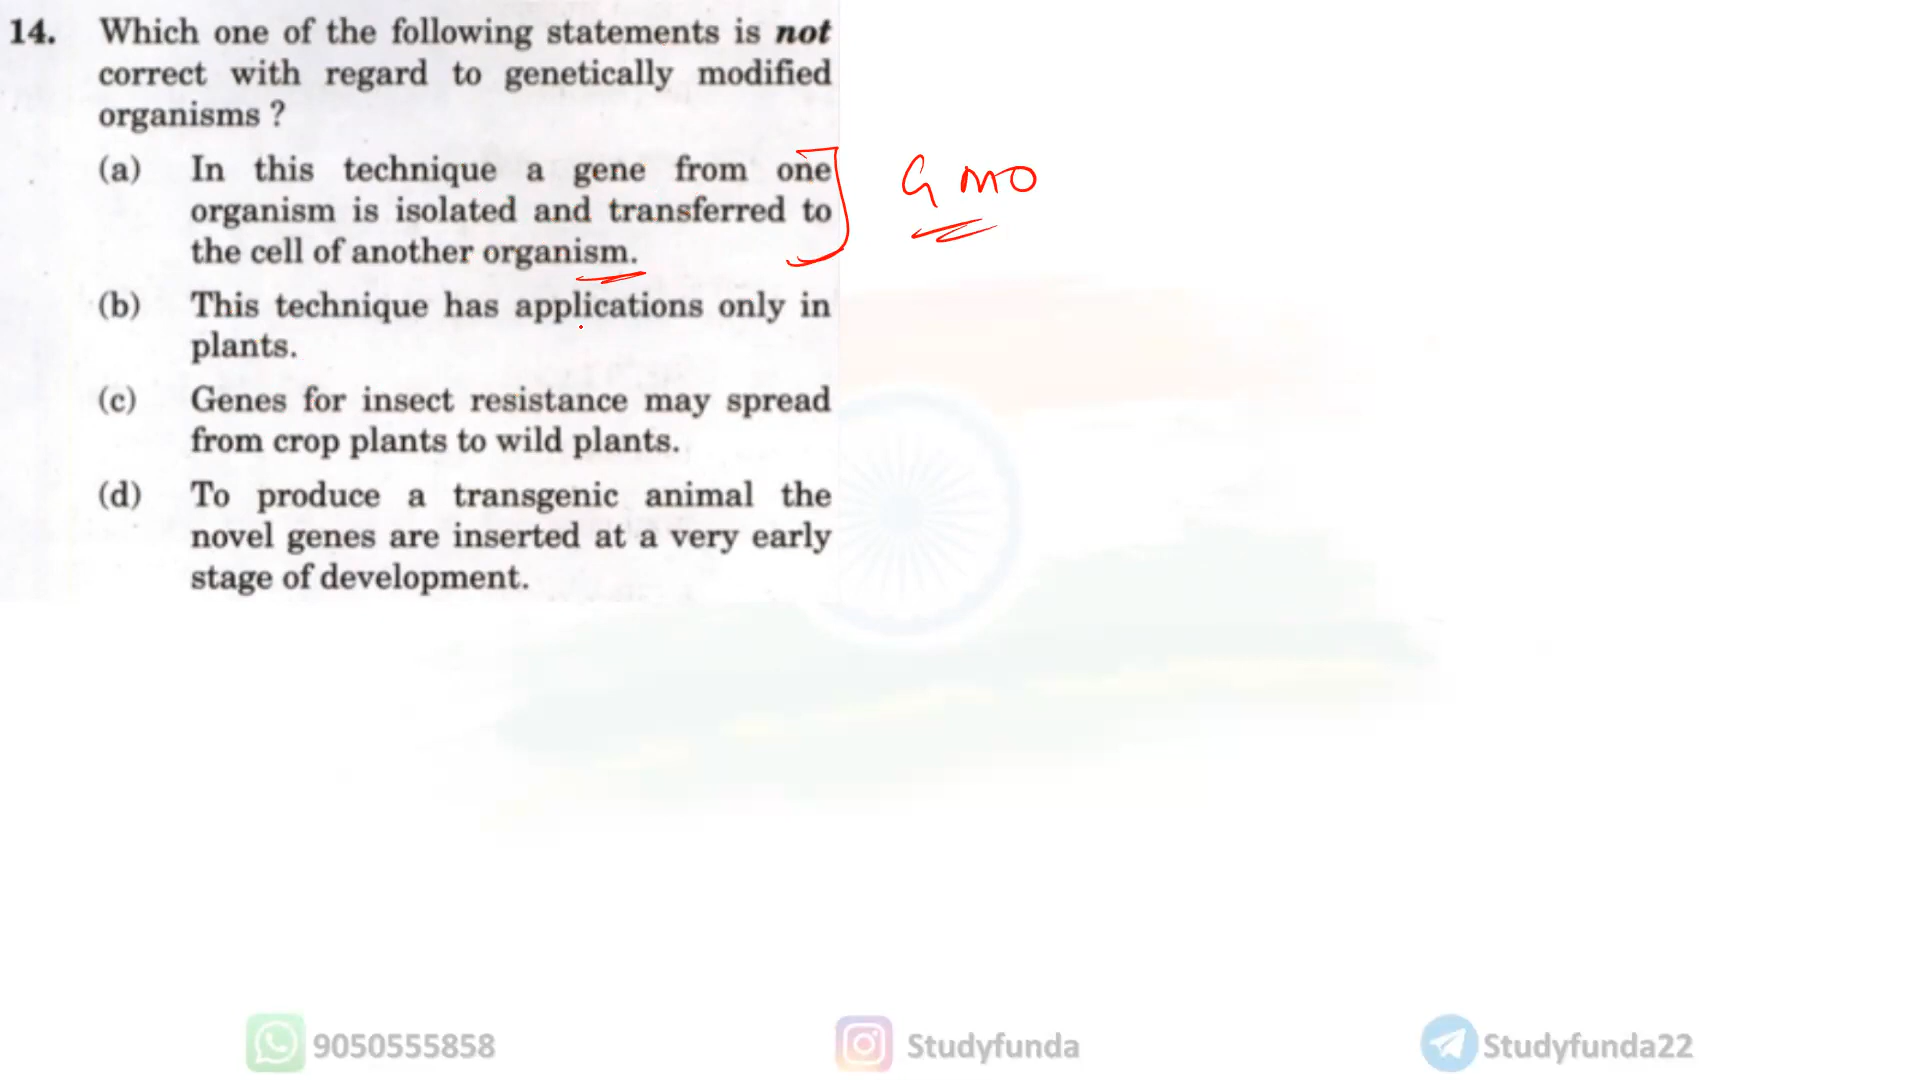 14. Which one of the following statements is not
correct with regard to genetically modified
organisms ?
(a) In this technique a gene from one
organism is isolated and transferred to
the cell of another organism.
GMO
(b) This technique has applications only in
plants.
(c) Genes for insect resistance may spread
from crop plants to wild plants.
(d) To produce a transgenic animal the
novel genes are inserted at a very early
stage of development.
9050555858
Studyfunda
Studyfunda22